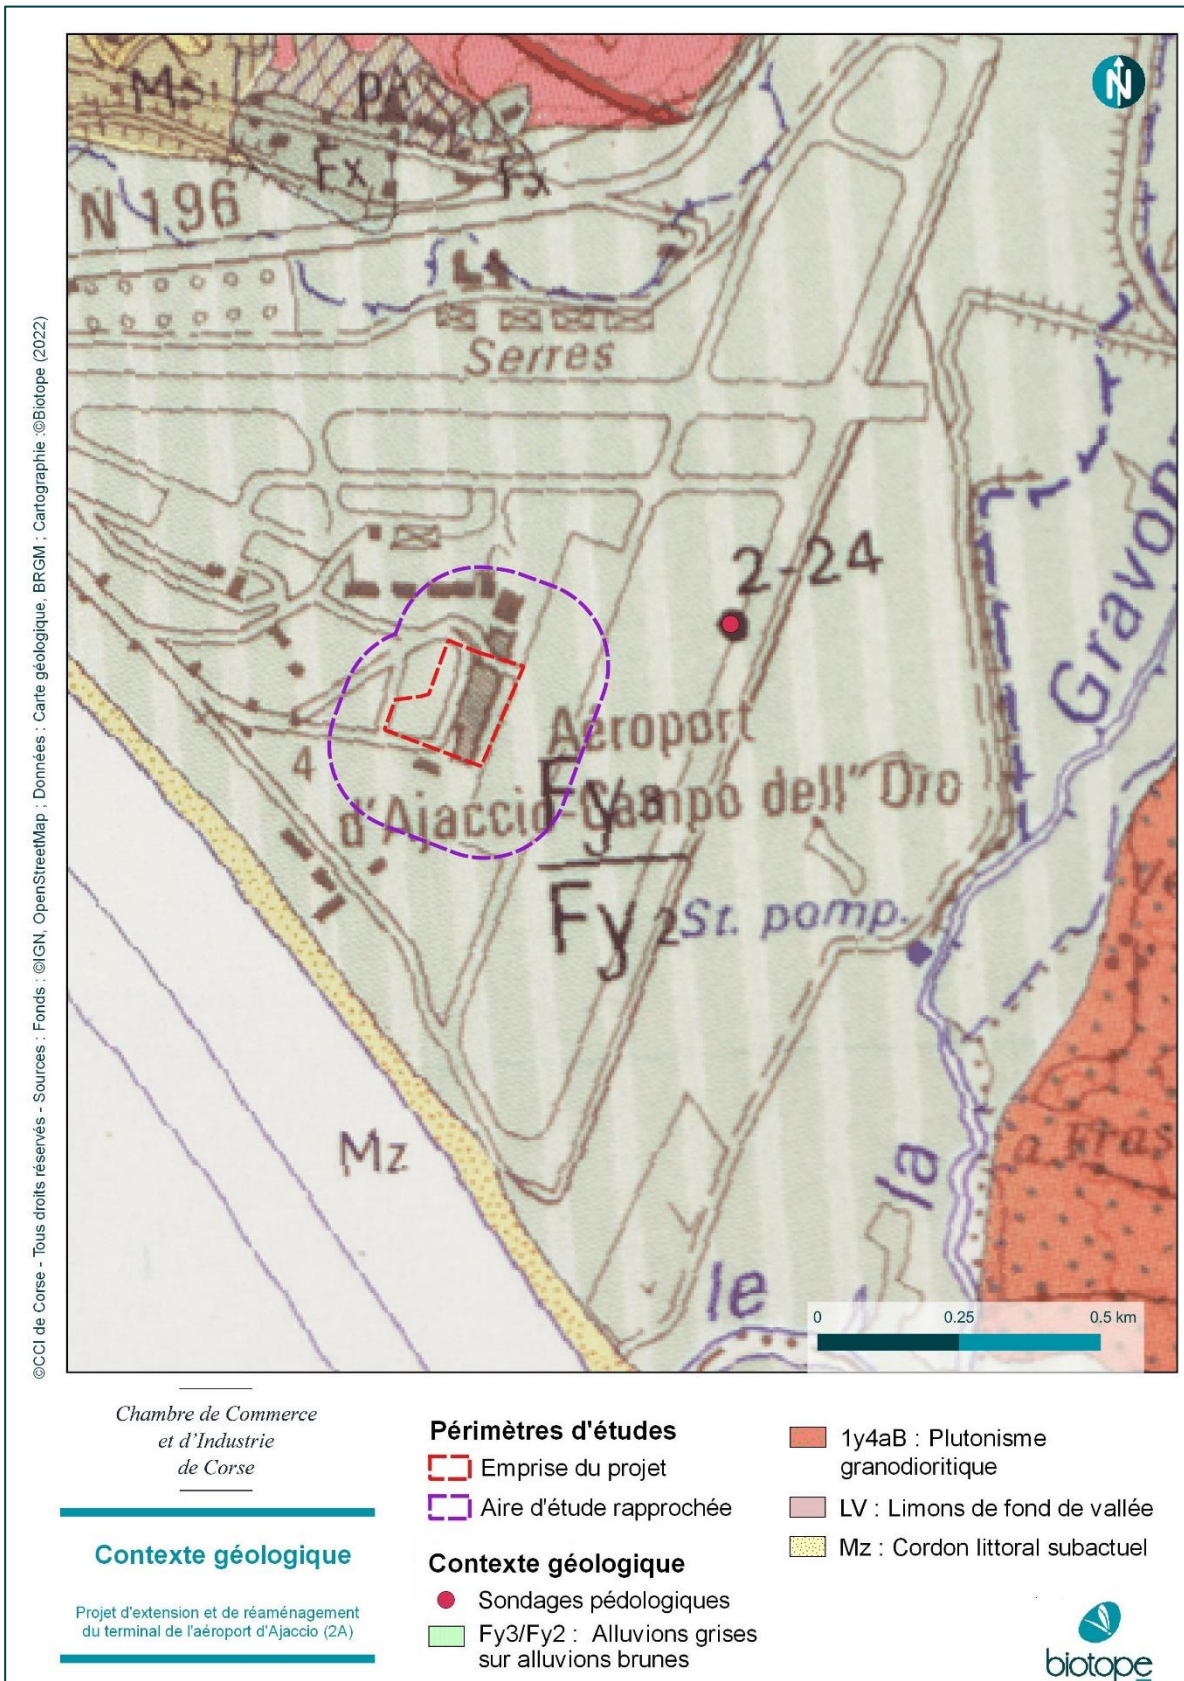 ©CCI de Corse - Tous droits réservés - Sources : Fonds : ©IGN, OpenStreetMap ; Données : Carte géologique, BRGM ; Cartographie :©Biotope (2022)
Ms
pA
Fx
Fx
N
N 196
Serres
2-24
Gravon
Aéroport
d'Ajaccio-Campo dell'' Oro
4
Fy3
Fy2
St. pomp.
Mz
a Fras
la
le
0
0.25
0.5 km
Chambre de Commerce
et d'Industrie
de Corse
Contexte géologique
Projet d'extension et de réaménagement
du terminal de l'aéroport d'Ajaccio (2A)
Périmètres d'études
Emprise du projet
Aire d'étude rapprochée
Contexte géologique
Sondages pédologiques
Fy3/Fy2 : Alluvions grises
sur alluvions brunes
1y4aB : Plutonisme
granodioritique
LV : Limons de fond de vallée
Mz : Cordon littoral subactuel
biotope